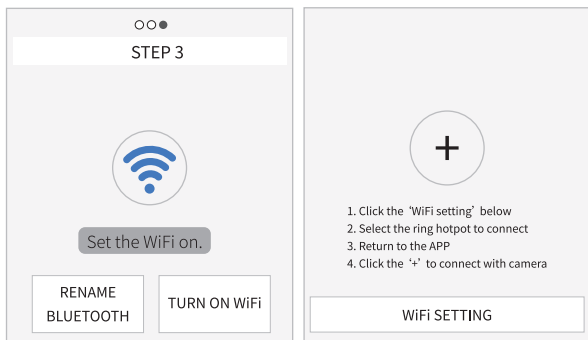 STEP 3
Set the WiFi on.
RENAME
BLUETOOTH
TURN ON WiFi
+
1. Click the ‘WiFi setting’ below
2. Select the ring hotpot to connect
3. Return to the APP
4. Click the ‘+’ to connect with camera
WiFi SETTING